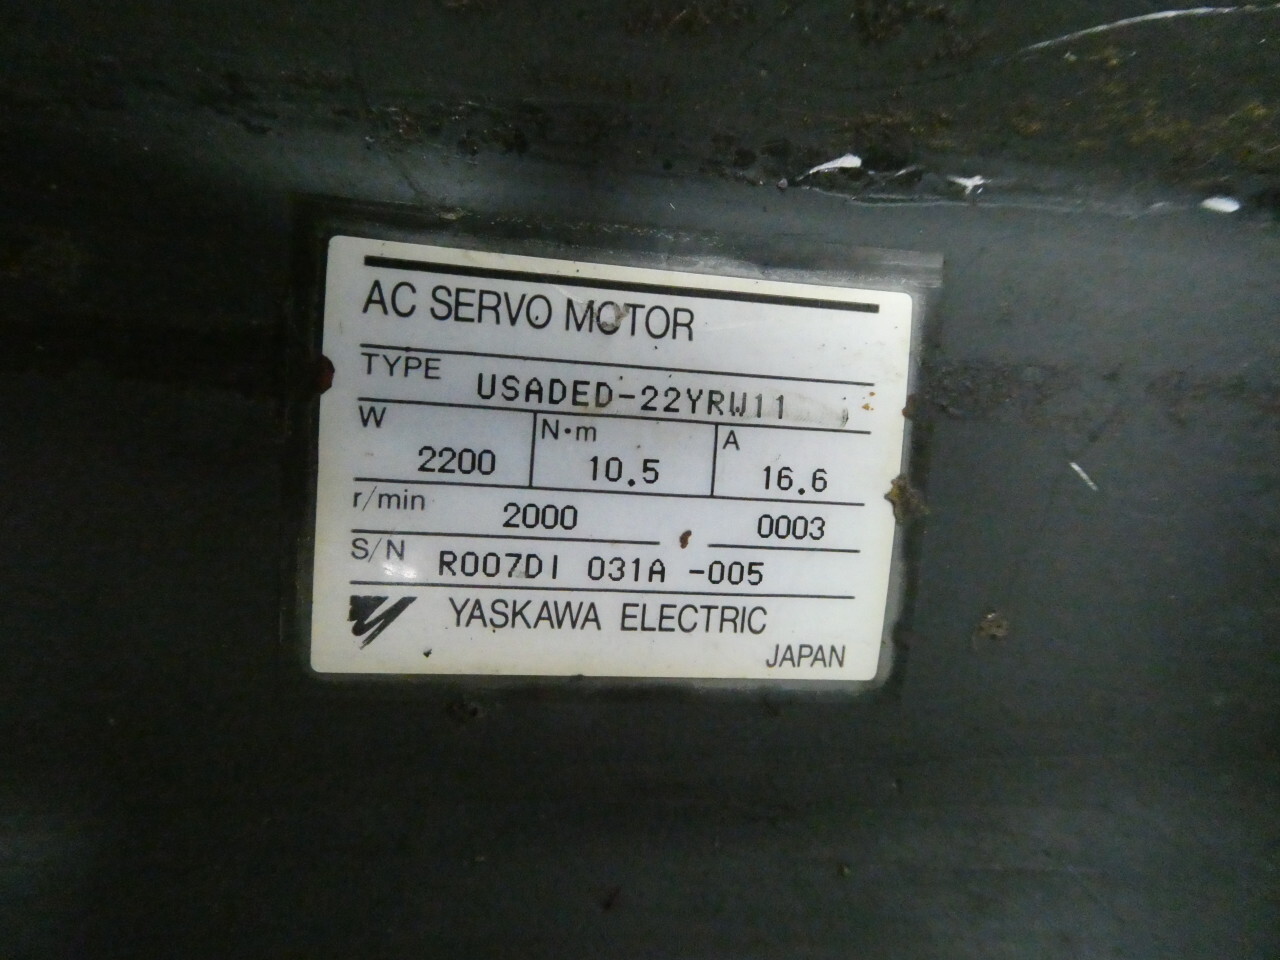 AC SERVO MOTOR
TYPE USADED-22YRW11
W 2200 N·m 10.5 A 16.6
r/min 2000 0003
S/N R007D1 031A -005
YASKAWA ELECTRIC
JAPAN